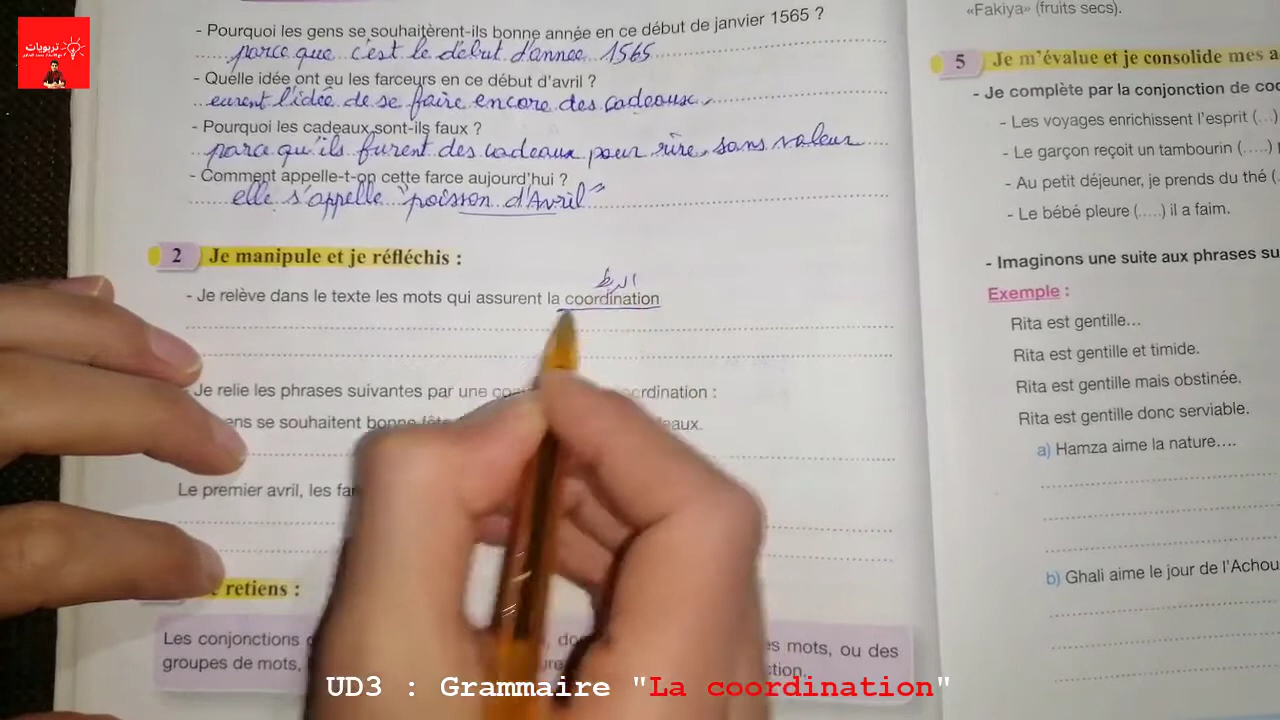 تربويات
- Pourquoi les gens se souhaitèrent-ils bonne année en ce début de janvier 1565 ?
parce que c'est le début d'année 1565
- Quelle idée ont eu les farceurs en ce début d'avril ?
eurent l'idée de se faire encore des cadeaux.
- Pourquoi les cadeaux sont-ils faux ?
parce qu'ils furent des cadeaux pour rire, sans valeur
- Comment appelle-t-on cette farce aujourd'hui ?
elle s'appelle "poisson d'Avril"
2 Je manipule et je réfléchis :
الربط
- Je relève dans le texte les mots qui assurent la coordination
- Je relie les phrases suivantes par une
ordination :
ens se souhaitent bonne fête
eaux.
Le premier avril, les
retiens :
Les conjonctions
es mots, ou des
groupes de mots,
ction.
«Fakiya» (fruits secs).
5 Je m'évalue et je consolide mes a
- Je complète par la conjonction de coo
- Les voyages enrichissent l'esprit (...)
- Le garçon reçoit un tambourin (.....)
- Au petit déjeuner, je prends du thé (
- Le bébé pleure (.....) il a faim.
- Imaginons une suite aux phrases su
Exemple :
Rita est gentille...
Rita est gentille et timide.
Rita est gentille mais obstinée.
Rita est gentille donc serviable.
a) Hamza aime la nature....
b) Ghali aime le jour de l'Achou
UD3 : Grammaire "La coordination"